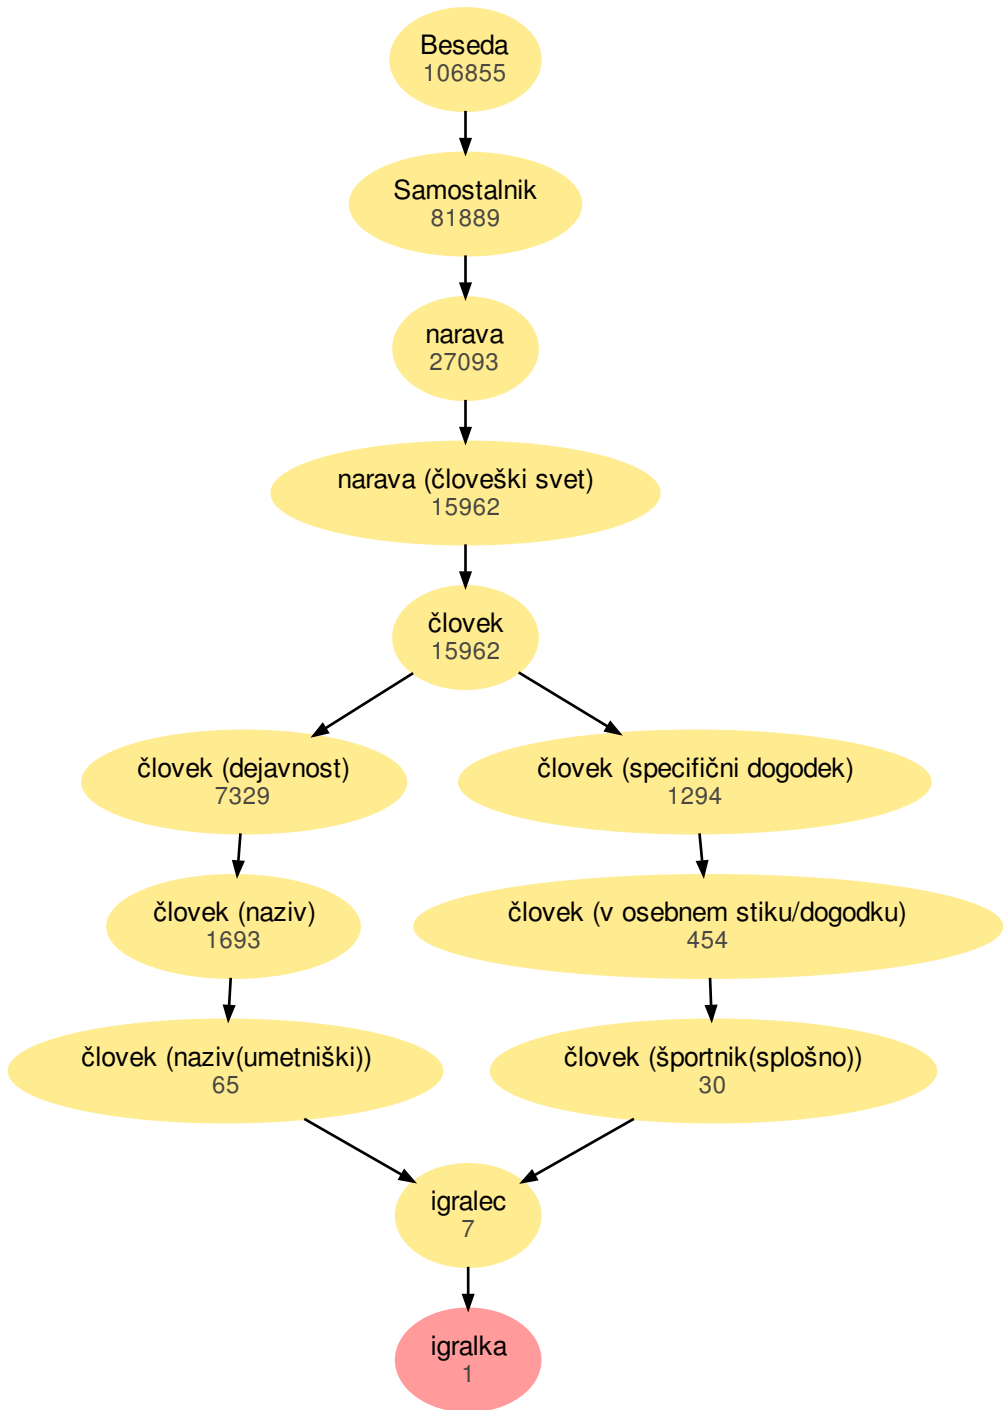 Beseda
106855
Samostalnik
81889
narava
27093
narava (človeški svet)
15962
človek
15962
človek (dejavnost)
7329
človek (specifični dogodek)
1294
človek (naziv)
1693
človek (v osebnem stiku/dogodku)
454
človek (naziv(umetniški))
65
človek (športnik(splošno))
30
igralec
7
igralka
1